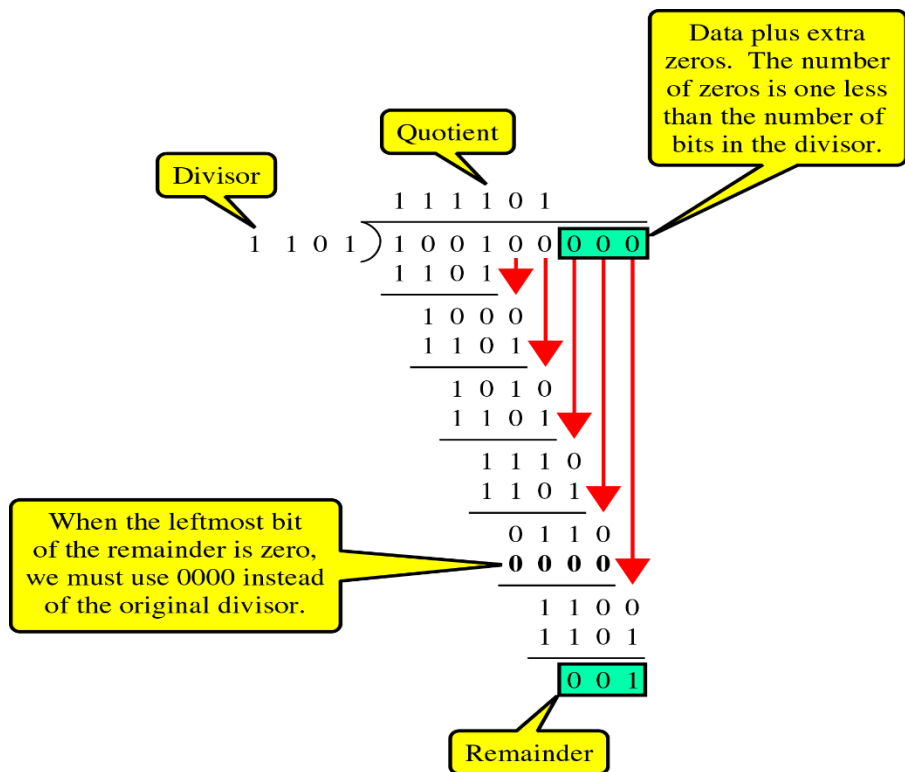 Data plus extra
zeros. The number
of zeros is one less
than the number of
bits in the divisor.
Quotient
Divisor
1 1 1 1 0 1
1 1 0 1 1 0 0 1 0 0 0 0 0
1 1 0 1
1 0 0 0
1 1 0 1
1 0 1 0
1 1 0 1
1 1 1 0
1 1 0 1
When the leftmost bit
of the remainder is zero,
we must use 0000 instead
of the original divisor.
0 1 1 0
0 0 0 0
1 1 0 0
1 1 0 1
0 0 1
Remainder